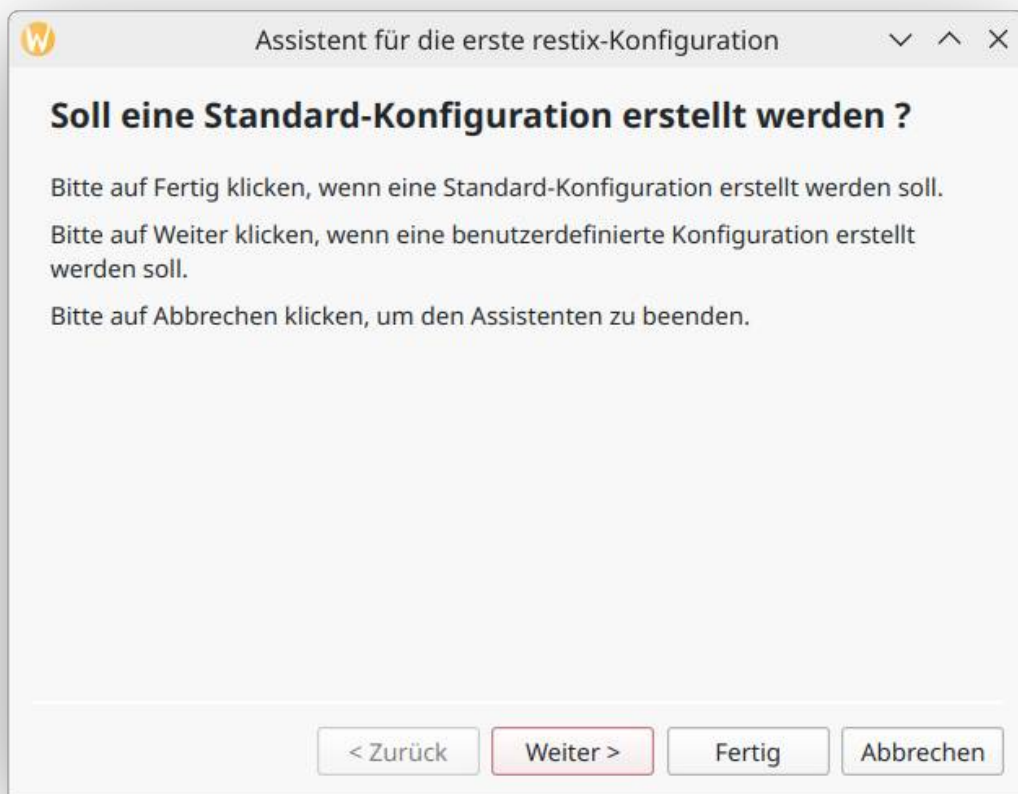 Assistent für die erste restix-Konfiguration
Soll eine Standard-Konfiguration erstellt werden ?
Bitte auf Fertig klicken, wenn eine Standard-Konfiguration erstellt werden soll.
Bitte auf Weiter klicken, wenn eine benutzerdefinierte Konfiguration erstellt
werden soll.
Bitte auf Abbrechen klicken, um den Assistenten zu beenden.
< Zurück Weiter > Fertig Abbrechen